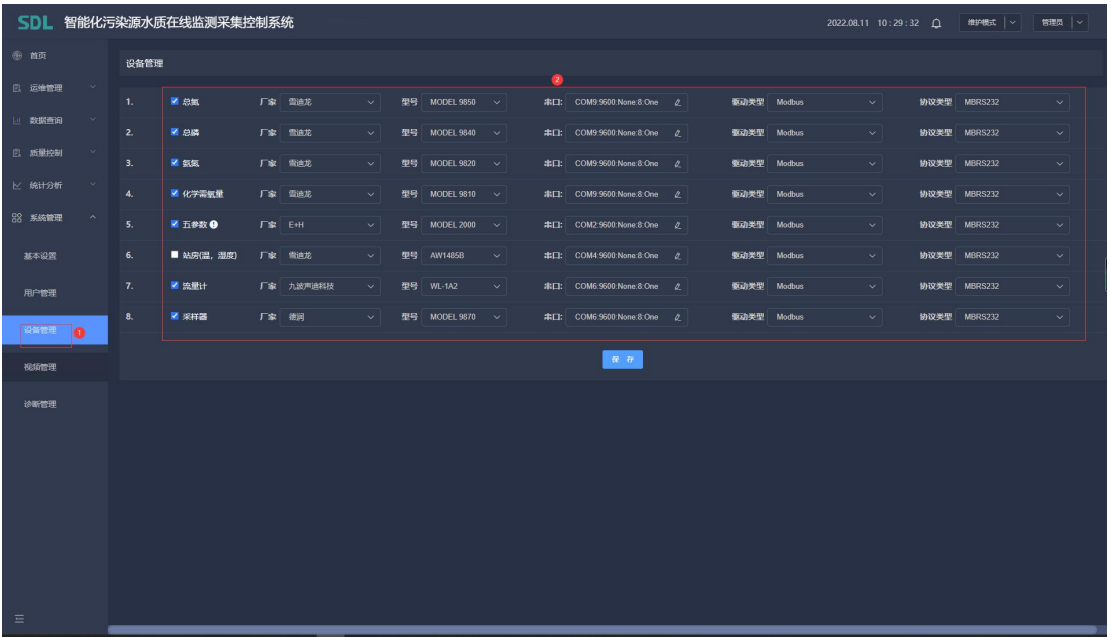 SDL 智能化污染源水质在线监测采集控制系统 2022.08.11 10:29:32 维护模式 管理员
首页
运维管理
数据查询
质量控制
统计分析
系统管理
基本设置
用户管理
设备管理 1
视频管理
诊断管理
设备管理
2
1. 总氮 厂家 雪迪龙 型号 MODEL 9850 串口: COM9:9600:None:8:One 驱动类型 Modbus 协议类型 MBRS232
2. 总磷 厂家 雪迪龙 型号 MODEL 9840 串口: COM9:9600:None:8:One 驱动类型 Modbus 协议类型 MBRS232
3. 氨氮 厂家 雪迪龙 型号 MODEL 9820 串口: COM9:9600:None:8:One 驱动类型 Modbus 协议类型 MBRS232
4. 化学需氧量 厂家 雪迪龙 型号 MODEL 9810 串口: COM9:9600:None:8:One 驱动类型 Modbus 协议类型 MBRS232
5. 五参数 厂家 E+H 型号 MODEL 2000 串口: COM2:9600:None:8:One 驱动类型 Modbus 协议类型 MBRS232
6. 站房(温, 湿度) 厂家 雪迪龙 型号 AW1485B 串口: COM4:9600:None:8:One 驱动类型 Modbus 协议类型 MBRS232
7. 流量计 厂家 九波声迪科技 型号 WL-1A2 串口: COM6:9600:None:8:One 驱动类型 Modbus 协议类型 MBRS232
8. 采样器 厂家 德润 型号 MODEL 9870 串口: COM6:9600:None:8:One 驱动类型 Modbus 协议类型 MBRS232
保 存